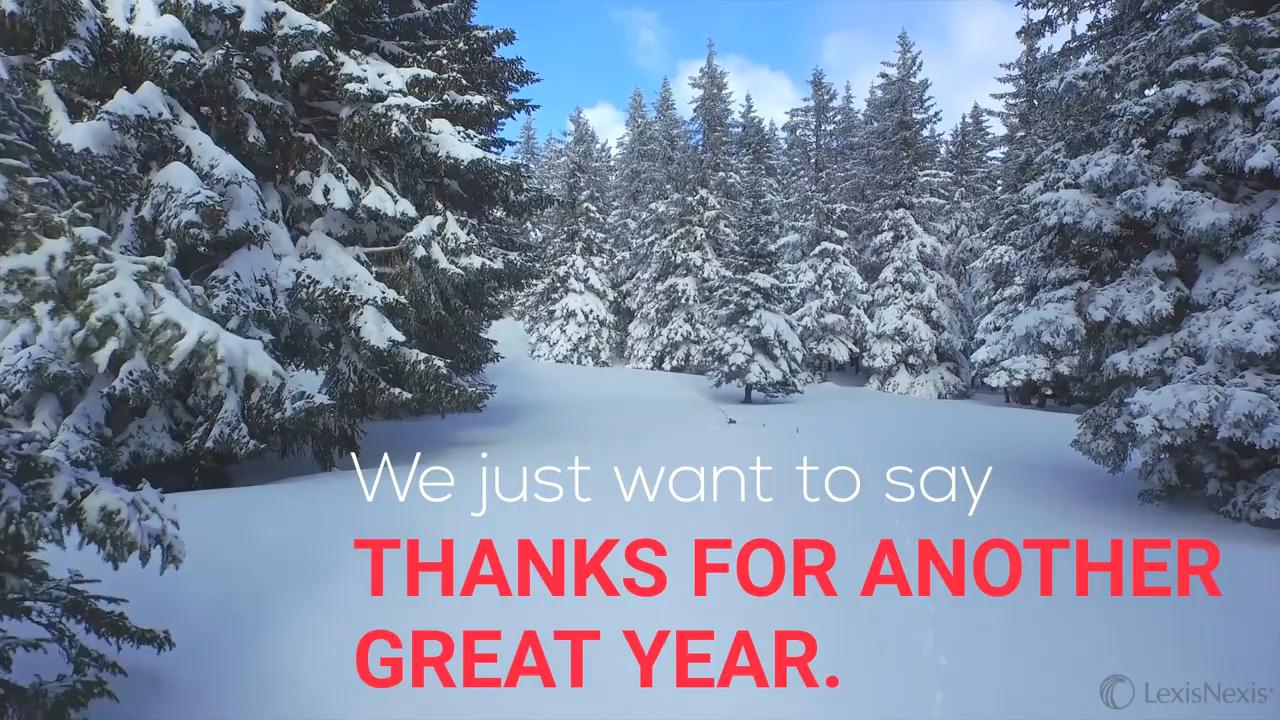 We just want to say
THANKS FOR ANOTHER
GREAT YEAR.
LexisNexis